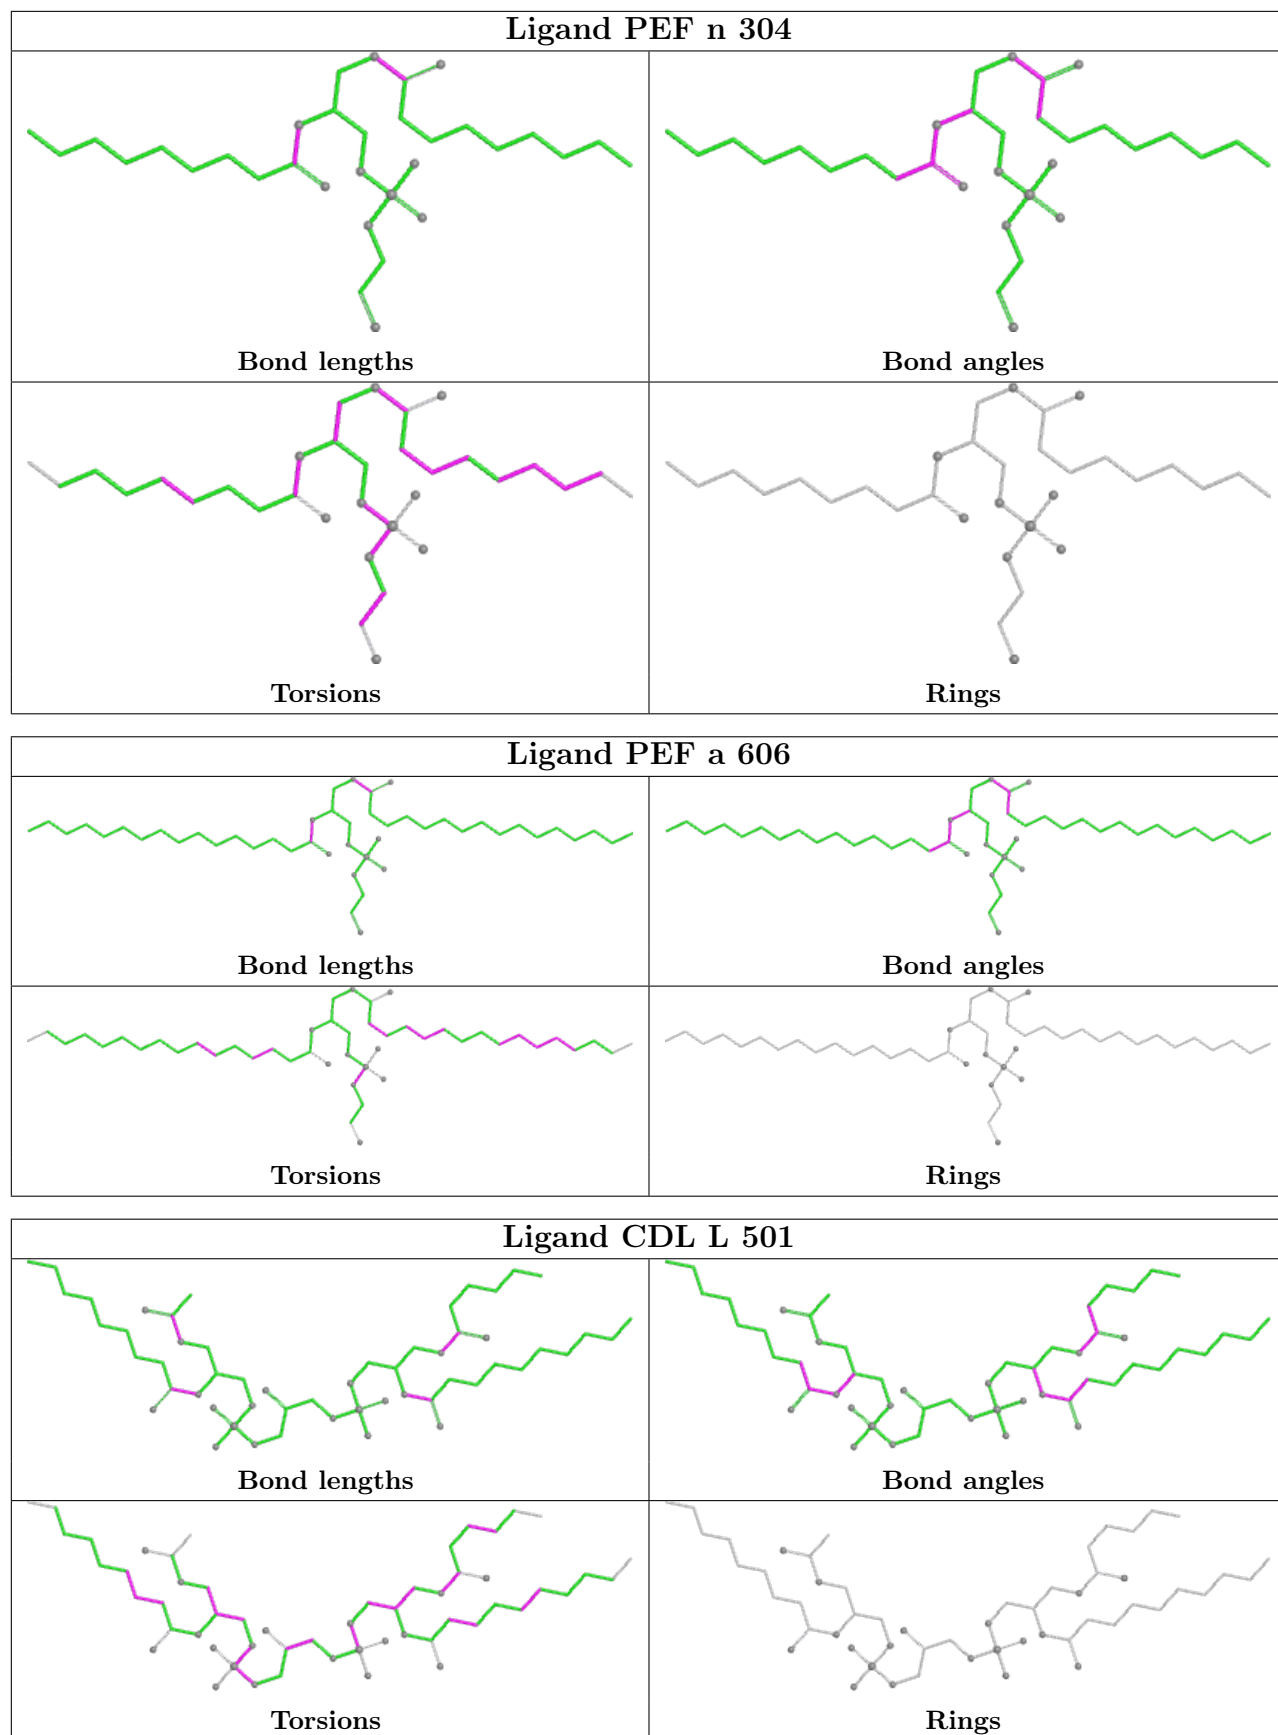 Ligand PEF n 304
Bond lengths
Bond angles
Torsions
Rings
Ligand PEF a 606
Bond lengths
Bond angles
Torsions
Rings
Ligand CDL L 501
Bond lengths
Bond angles
Torsions
Rings